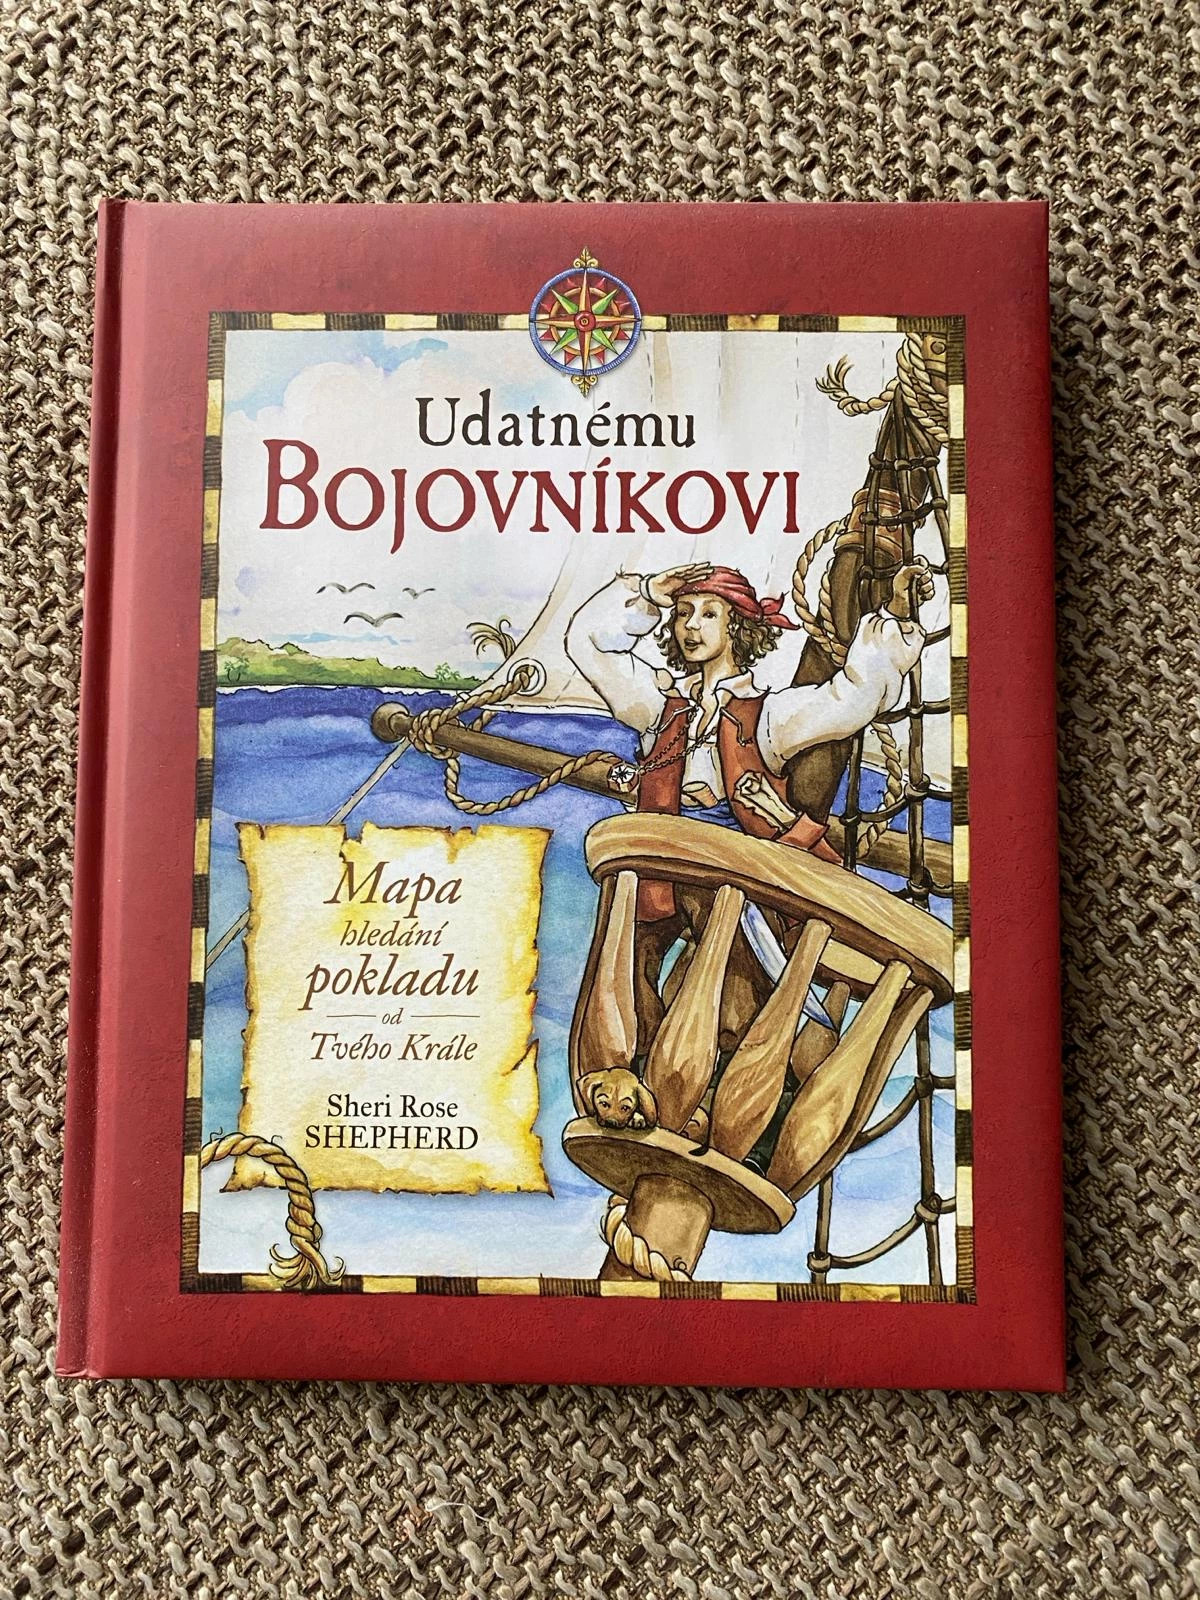 Udatnému
BOJOVNÍKOVI
Mapa
hledání
pokladu
od
Tvého Krále
Sheri Rose
SHEPHERD